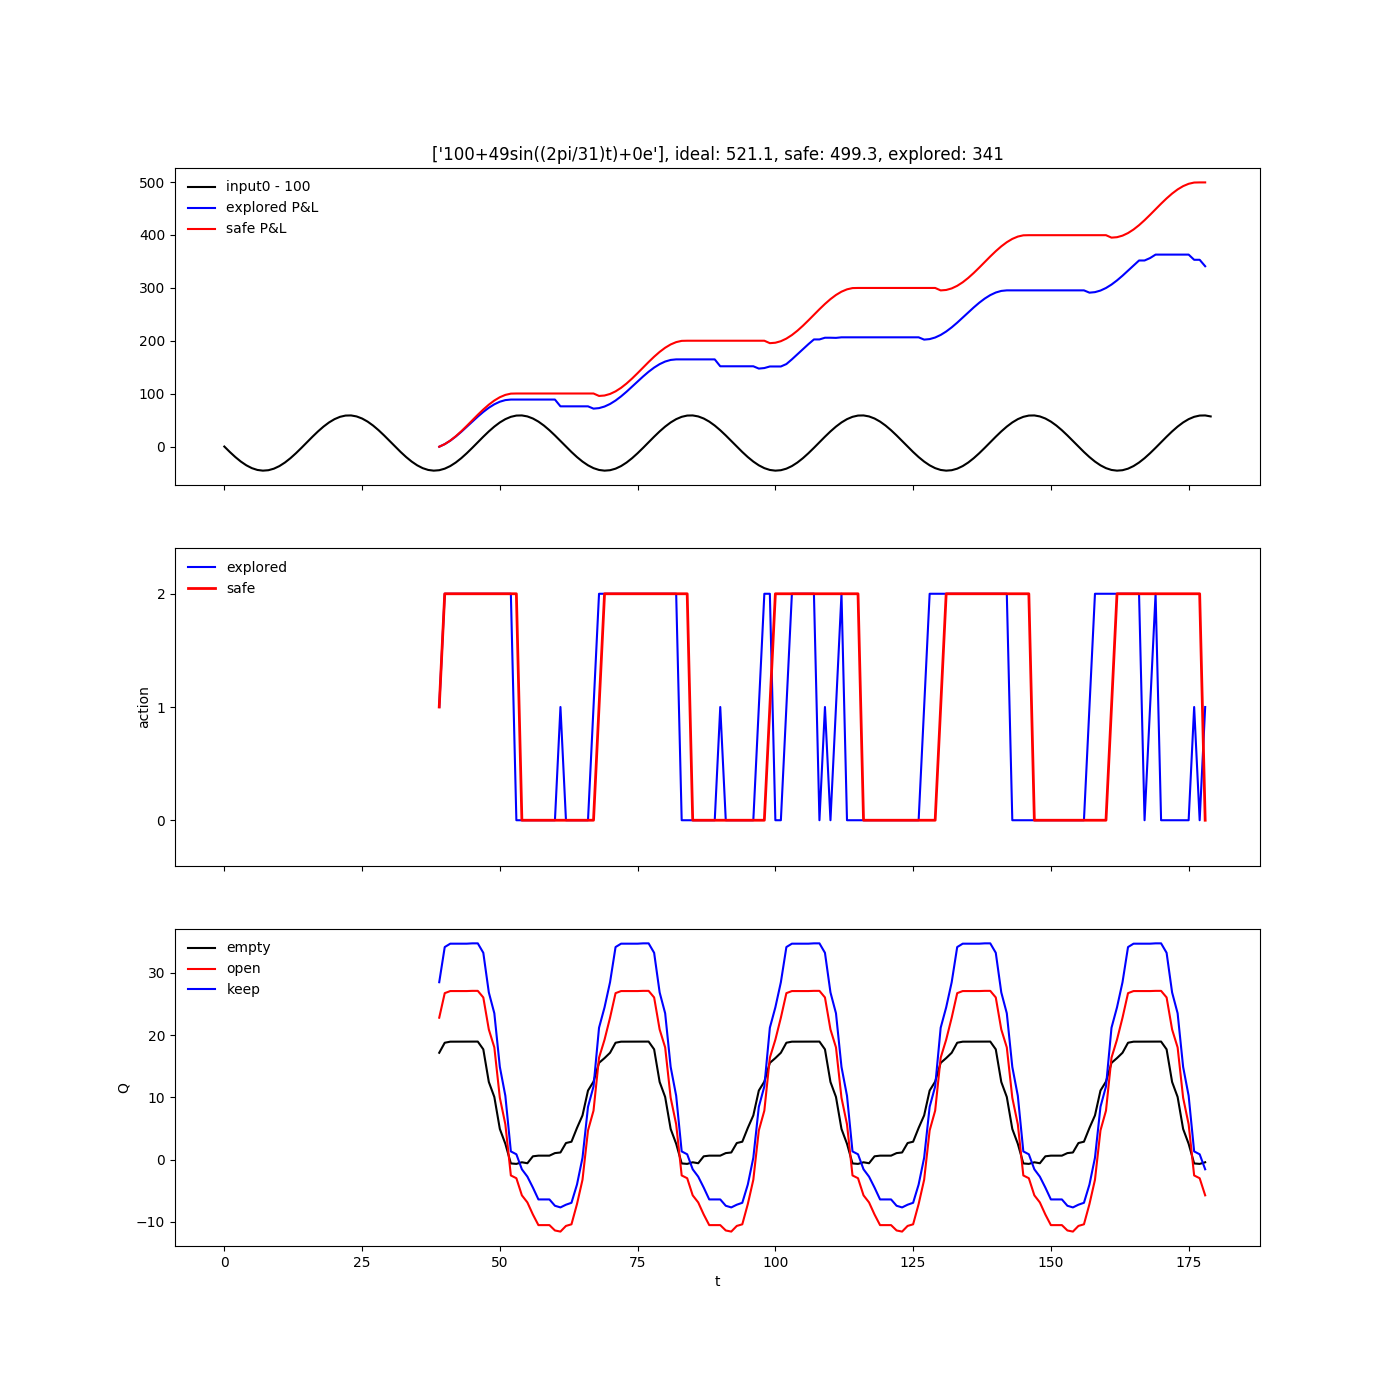 ['100+49sin((2pi/31)t)+0e'], ideal: 521.1, safe: 499.3, explored: 341
500
400
300
200
100
0
input0 - 100
explored P&L
safe P&L
action
2
1
0
explored
safe
Q
30
20
10
0
−10
empty
open
keep
0 25 50 75 100 125 150 175
t